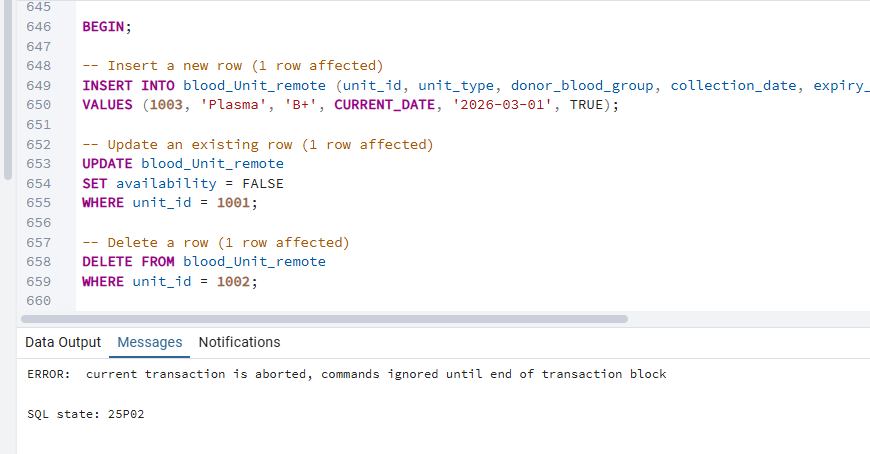 645
646 BEGIN;
647
648 -- Insert a new row (1 row affected)
649 INSERT INTO blood_Unit_remote (unit_id, unit_type, donor_blood_group, collection_date, expiry_
650 VALUES (1003, 'Plasma', 'B+', CURRENT_DATE, '2026-03-01', TRUE);
651
652 -- Update an existing row (1 row affected)
653 UPDATE blood_Unit_remote
654 SET availability = FALSE
655 WHERE unit_id = 1001;
656
657 -- Delete a row (1 row affected)
658 DELETE FROM blood_Unit_remote
659 WHERE unit_id = 1002;
660
Data Output Messages Notifications
ERROR:  current transaction is aborted, commands ignored until end of transaction block
SQL state: 25P02